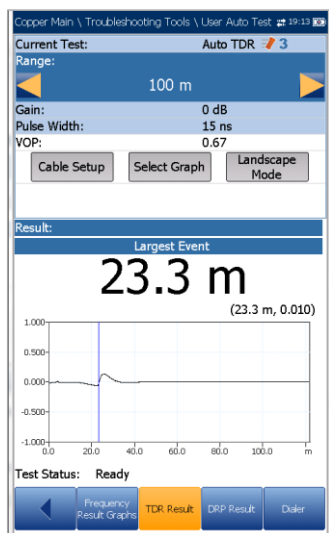 Copper Main \ Troubleshooting Tools \ User Auto Test 19:13
Current Test: Auto TDR 3
Range:
100 m
Gain: 0 dB
Pulse Width: 15 ns
VOP: 0.67
Cable Setup Select Graph Landscape Mode
Result:
Largest Event
23.3 m
(23.3 m, 0.010)
1.000
0.500
0.000
-0.500
-1.000
0.0 20.0 40.0 60.0 80.0 100.0 m
Test Status: Ready
Frequency Result Graphs TDR Result DRP Result Dialer